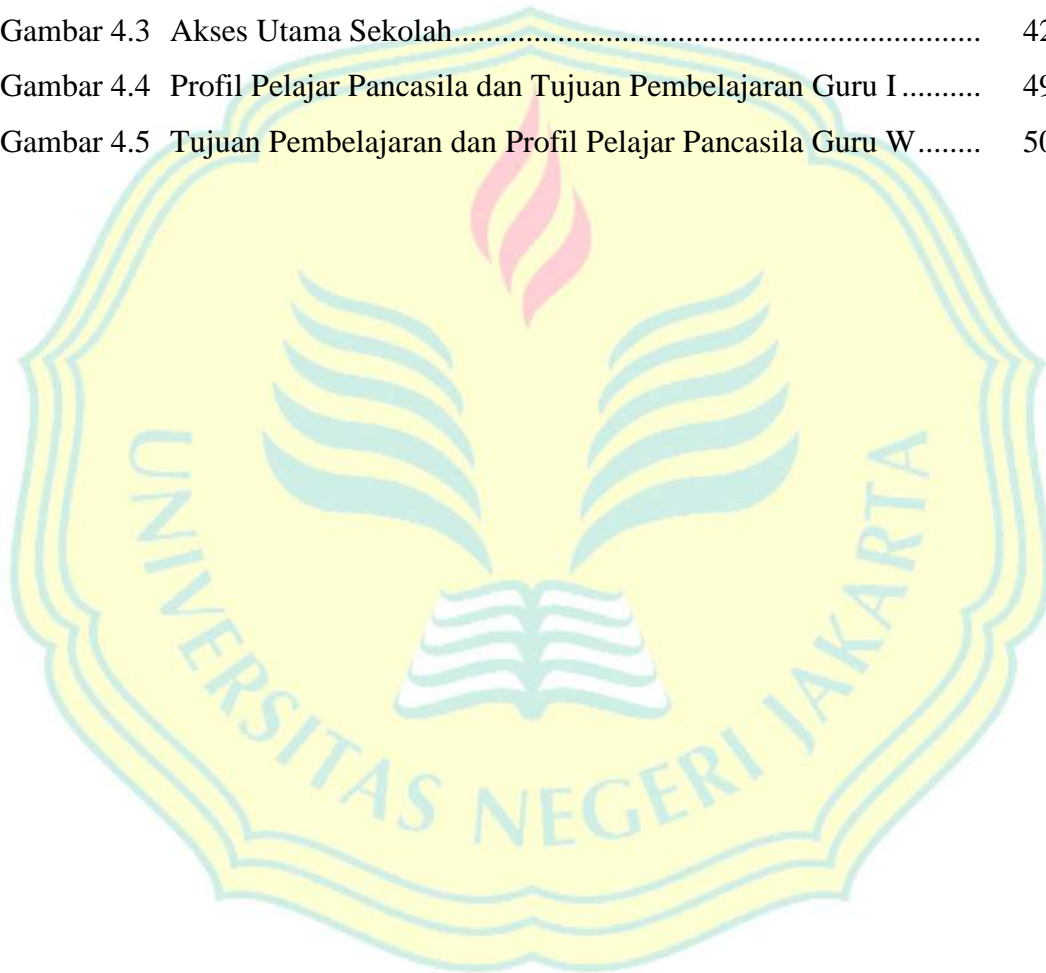 Gambar 4.3 Akses Utama Sekolah.................................................................. 42
Gambar 4.4 Profil Pelajar Pancasila dan Tujuan Pembelajaran Guru I.......... 49
Gambar 4.5 Tujuan Pembelajaran dan Profil Pelajar Pancasila Guru W........ 50
UNIVERSITAS NEGERI JAKARTA